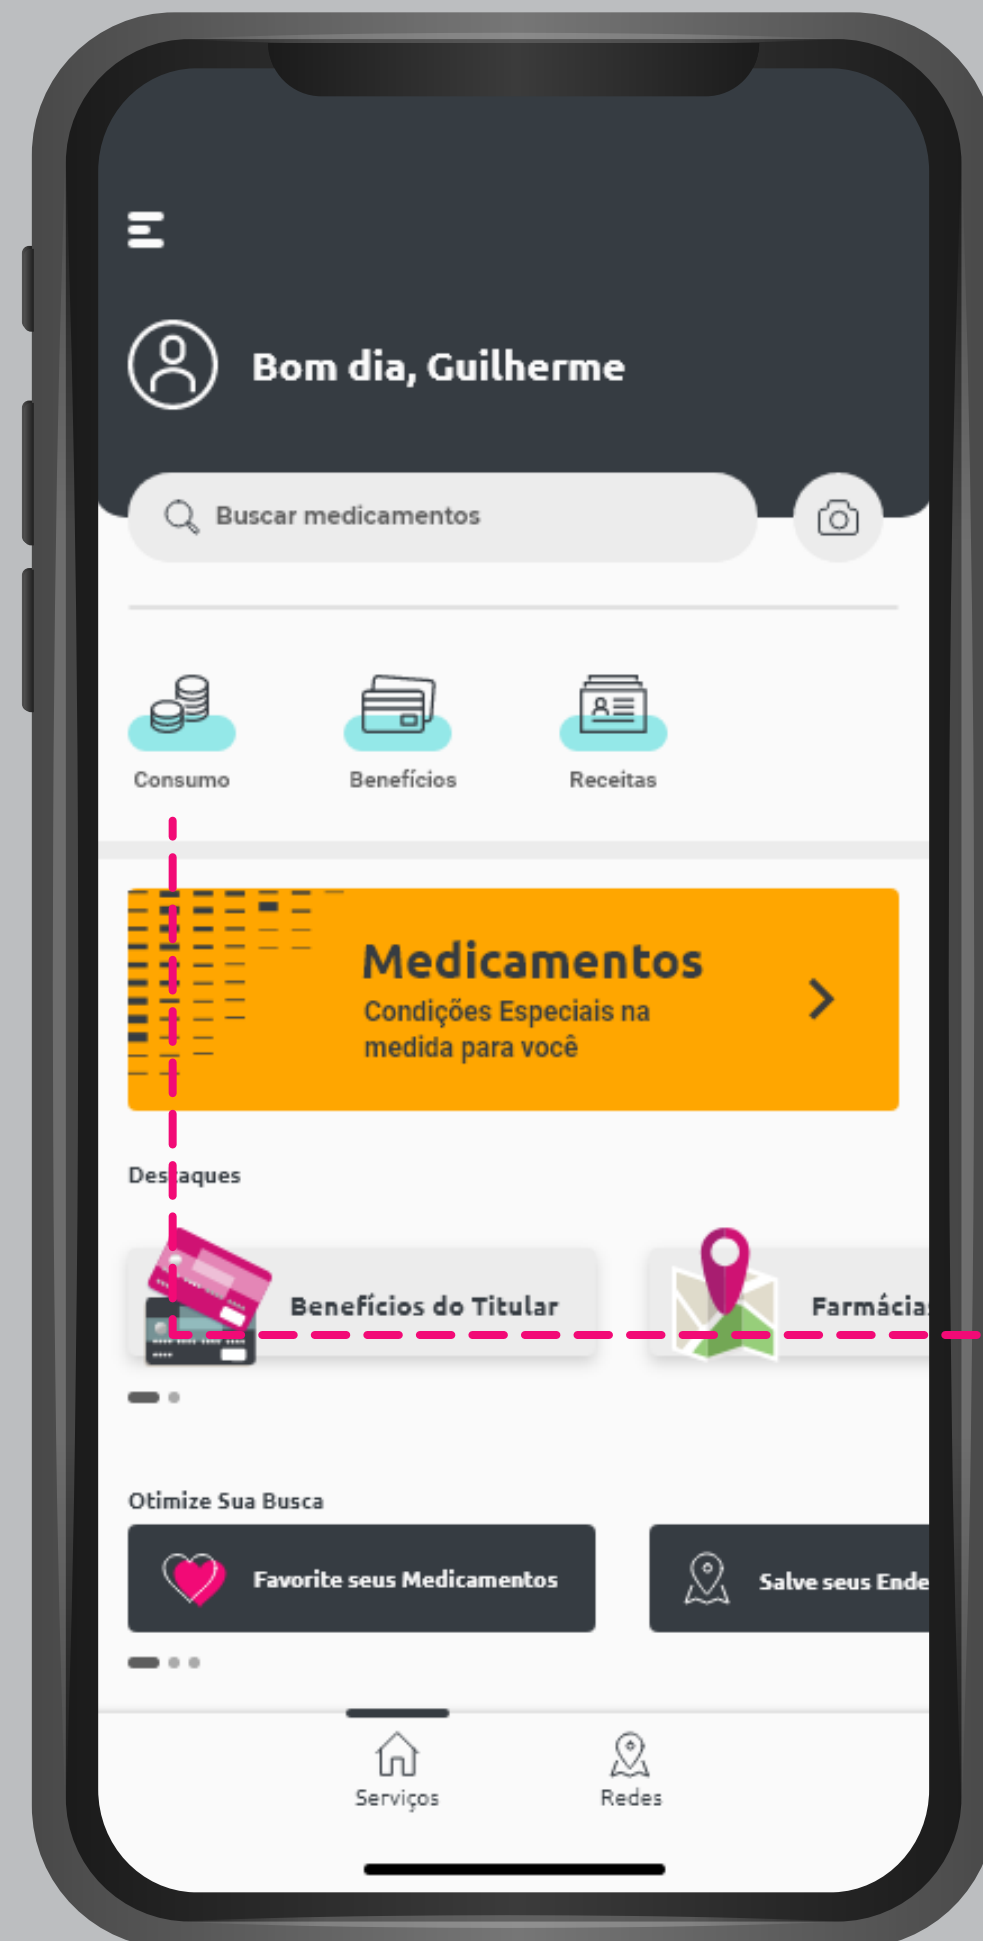 Bom dia, Guilherme
Buscar medicamentos
Consumo
Benefícios
Receitas
Medicamentos
Condições Especiais na
medida para você
Destaques
Benefícios do Titular
Farmácia
Otimize Sua Busca
Favorite seus Medicamentos
Salve seus Ende
Serviços
Redes